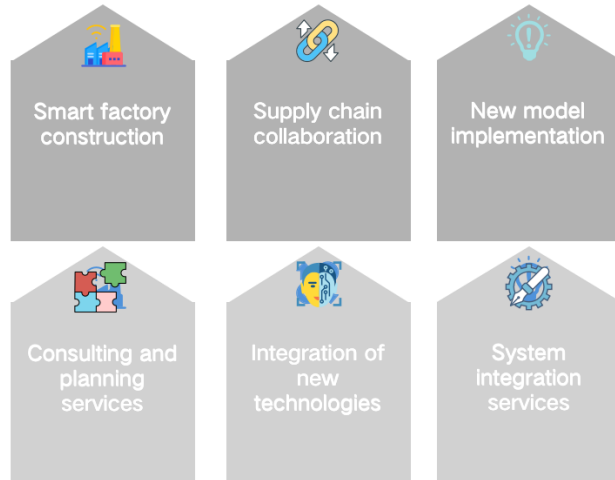 Smart factory
construction
Supply chain
collaboration
New model
implementation
Consulting and
planning
services
Integration of
new
technologies
System
integration
services